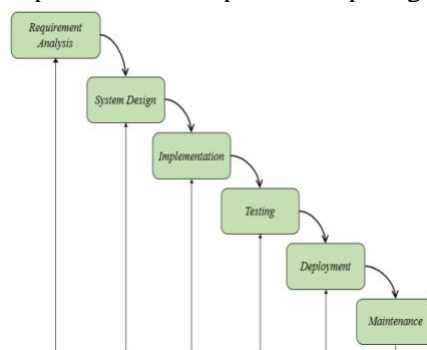 Requirement
Analysis
System Design
Implementation
Testing
Deployment
Maintenance